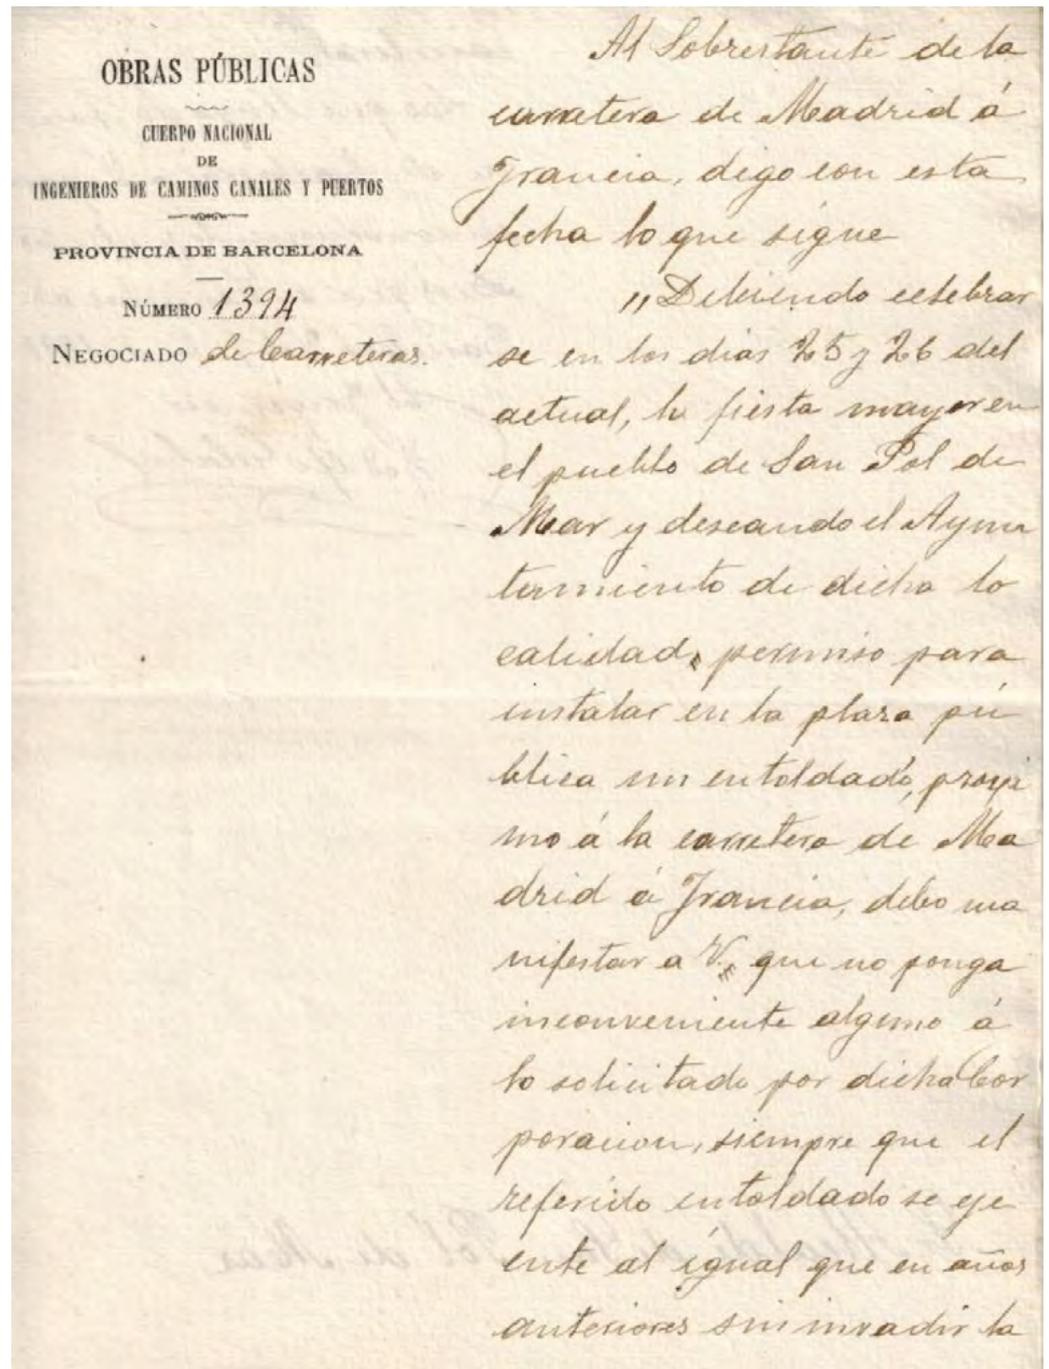 OBRAS PÚBLICAS
CUERPO NACIONAL
DE
INGENIEROS DE CAMINOS CANALES Y PUERTOS
PROVINCIA DE BARCELONA
NÚMERO 1394
NEGOCIADO de Carreteras.
Al Sobrestante de la
carretera de Madrid á
Francia, digo con esta
fecha lo que sigue
"Debiendo celebrar
se en los dias 25 y 26 del
actual, la fiesta mayor en
el pueblo de San Pol de
Mar y deseando el Ayun
tamiento de dicha lo
calidad, permiso para
instalar en la plaza pú
blica un entoldado, proxi
mo á la carretera de Ma
drid á Francia, debo ma
nifestar a V. que no ponga
inconveniente alguno á
lo solicitado por dicha Cor
poracion, siempre que el
referido entoldado se eje
cute al igual que en años
anteriores sin invadir la